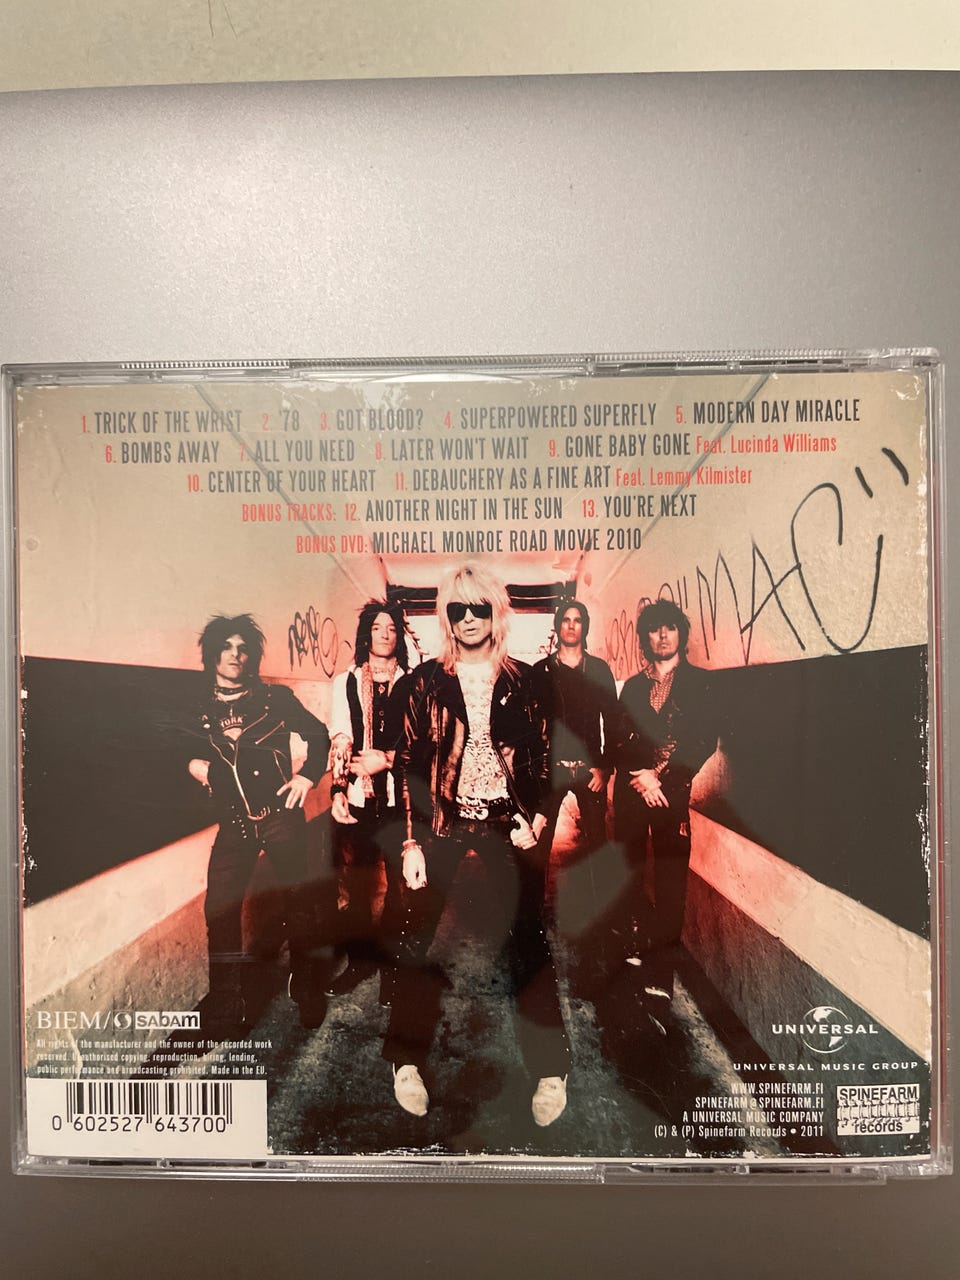 1. TRICK OF THE WRIST 2. '78 3. GOT BLOOD? 4. SUPERPOWERED SUPERFLY 5. MODERN DAY MIRACLE
6. BOMBS AWAY 7. ALL YOU NEED 8. LATER WON'T WAIT 9. GONE BABY GONE Feat. Lucinda Williams
10. CENTER OF YOUR HEART 11. DEBAUCHERY AS A FINE ART Feat. Lemmy Kilmister
BONUS TRACKS: 12. ANOTHER NIGHT IN THE SUN 13. YOU'RE NEXT
BONUS DVD: MICHAEL MONROE ROAD MOVIE 2010
"MAC"
YORK
BIEM/ SABAM
All rights of the manufacturer and the owner of the recorded work
reserved. Unauthorised copying, reproduction, hiring, lending,
public performance and broadcasting prohibited. Made in the EU.
0 602527 643700
UNIVERSAL
UNIVERSAL MUSIC GROUP
WWW.SPINEFARM.FI
SPINEFARM@SPINEFARM.FI
A UNIVERSAL MUSIC COMPANY
(C) & (P) Spinefarm Records • 2011
SPINEFARM
records